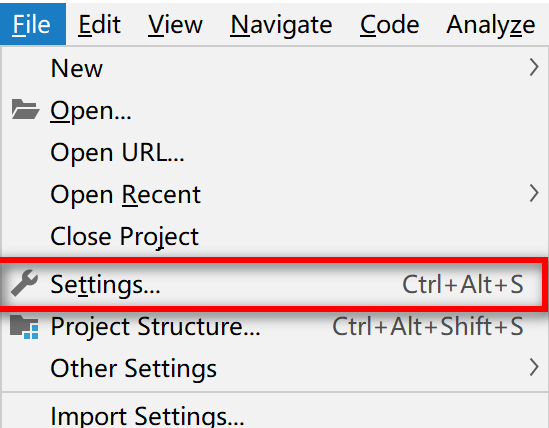 File Edit View Navigate Code Analyze
New
Open...
Open URL...
Open Recent
Close Project
Settings... Ctrl+Alt+S
Project Structure... Ctrl+Alt+Shift+S
Other Settings
Import Settings...